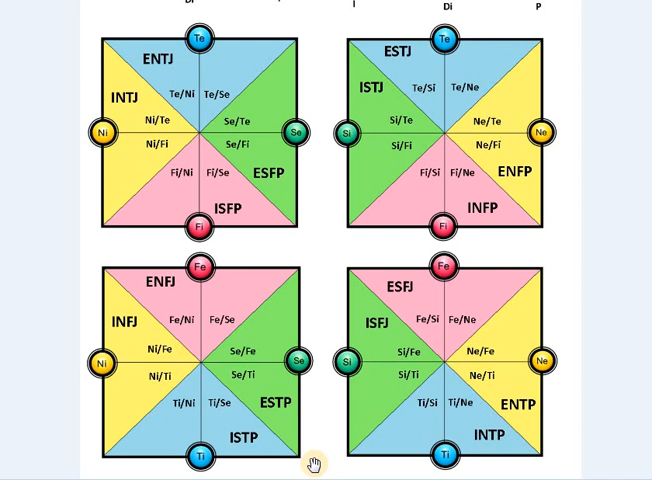 I Di P
Te Te
ENTJ ESTJ
INTJ Te/Ni Te/Se ISTJ Te/Si Te/Ne
Ni/Te Se/Te Si/Te Ne/Te
Ni Se Si Ne
Ni/Fi Se/Fi Si/Fi Ne/Fi
Fi/Ni Fi/Se ESFP Fi/Si Fi/Ne ENFP
ISFP INFP
Fi Fi
Fe Fe
ENFJ ESFJ
INFJ Fe/Ni Fe/Se ISFJ Fe/Si Fe/Ne
Ni/Fe Se/Fe Si/Fe Ne/Fe
Ni Se Si Ne
Ni/Ti Se/Ti Si/Ti Ne/Ti
Ti/Ni Ti/Se ESTP Ti/Si Ti/Ne ENTP
ISTP INTP
Ti Ti